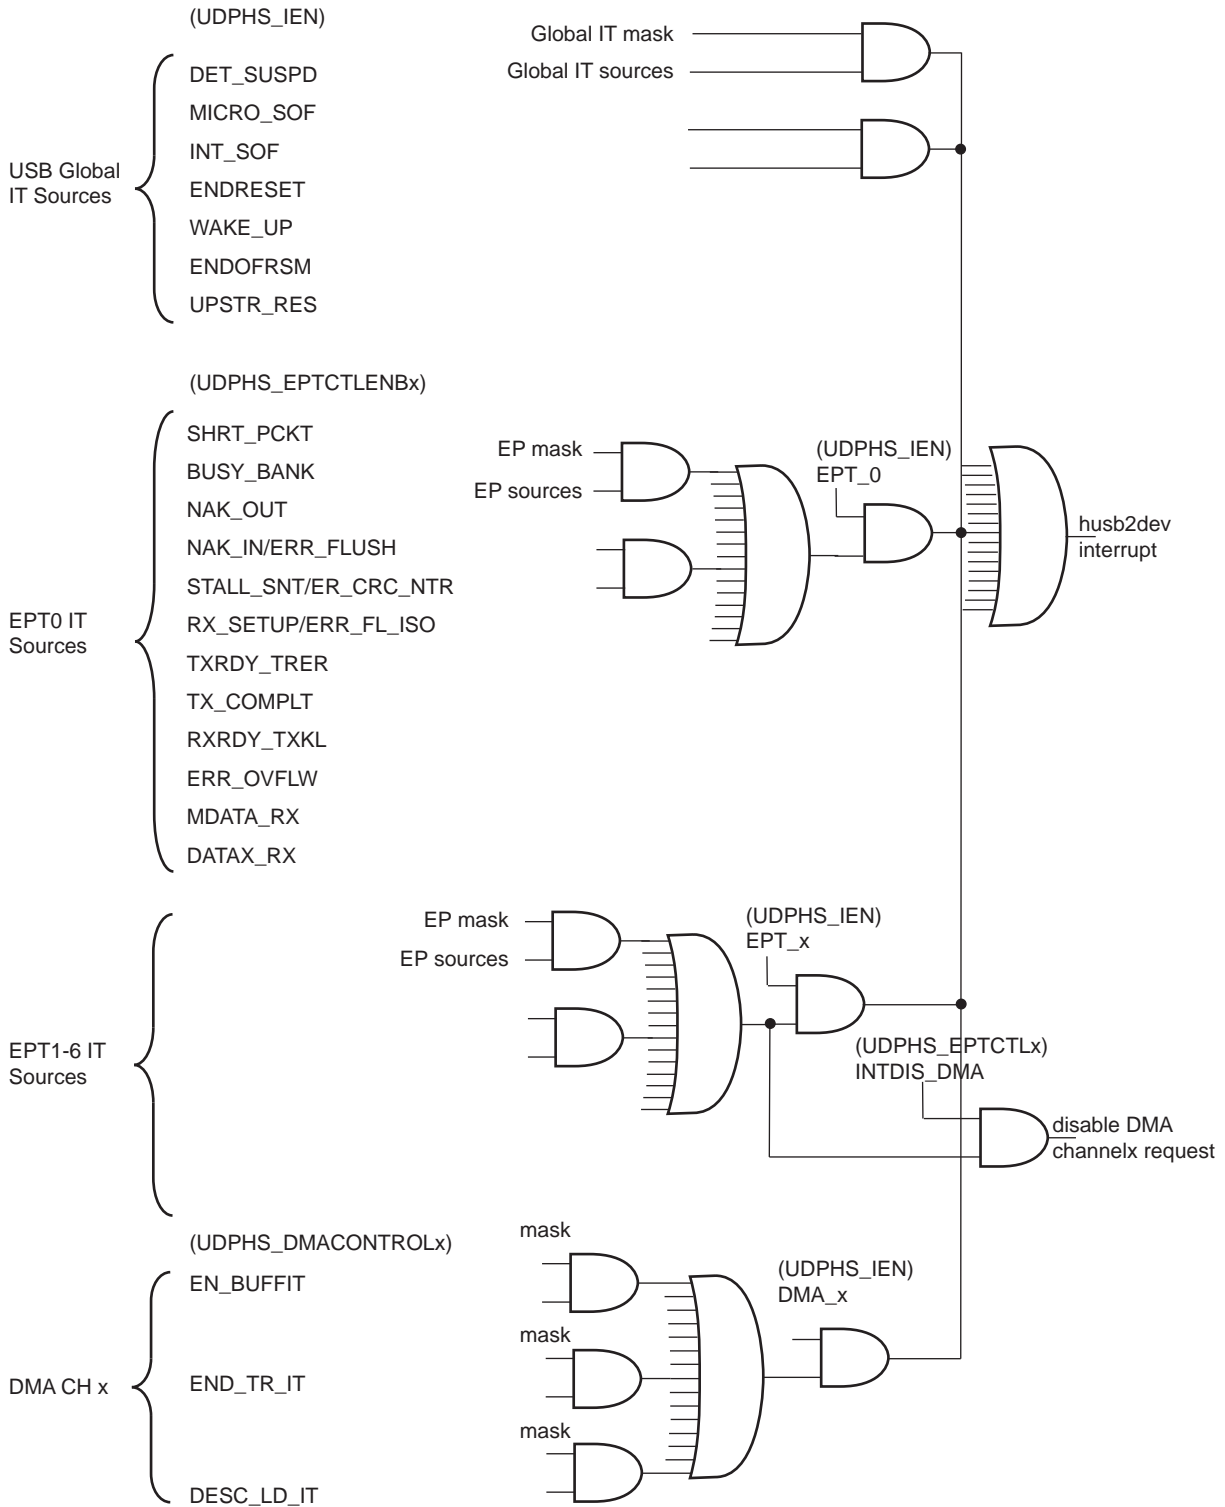 (UDPHS_IEN)
Global IT mask
Global IT sources
DET_SUSPD
MICRO_SOF
INT_SOF
ENDRESET
WAKE_UP
ENDOFRSM
UPSTR_RES
USB Global
IT Sources
(UDPHS_EPTCTLENBx)
SHRT_PCKT
BUSY_BANK
NAK_OUT
NAK_IN/ERR_FLUSH
STALL_SNT/ER_CRC_NTR
RX_SETUP/ERR_FL_ISO
TXRDY_TRER
TX_COMPLT
RXRDY_TXKL
ERR_OVFLW
MDATA_RX
DATAX_RX
EPT0 IT
Sources
EP mask
EP sources
(UDPHS_IEN)
EPT_0
husb2dev
interrupt
EPT1-6 IT
Sources
EP mask
EP sources
(UDPHS_IEN)
EPT_x
(UDPHS_EPTCTLx)
INTDIS_DMA
disable DMA
channelx request
(UDPHS_DMACONTROLx)
EN_BUFFIT
END_TR_IT
DESC_LD_IT
DMA CH x
mask
mask
mask
(UDPHS_IEN)
DMA_x